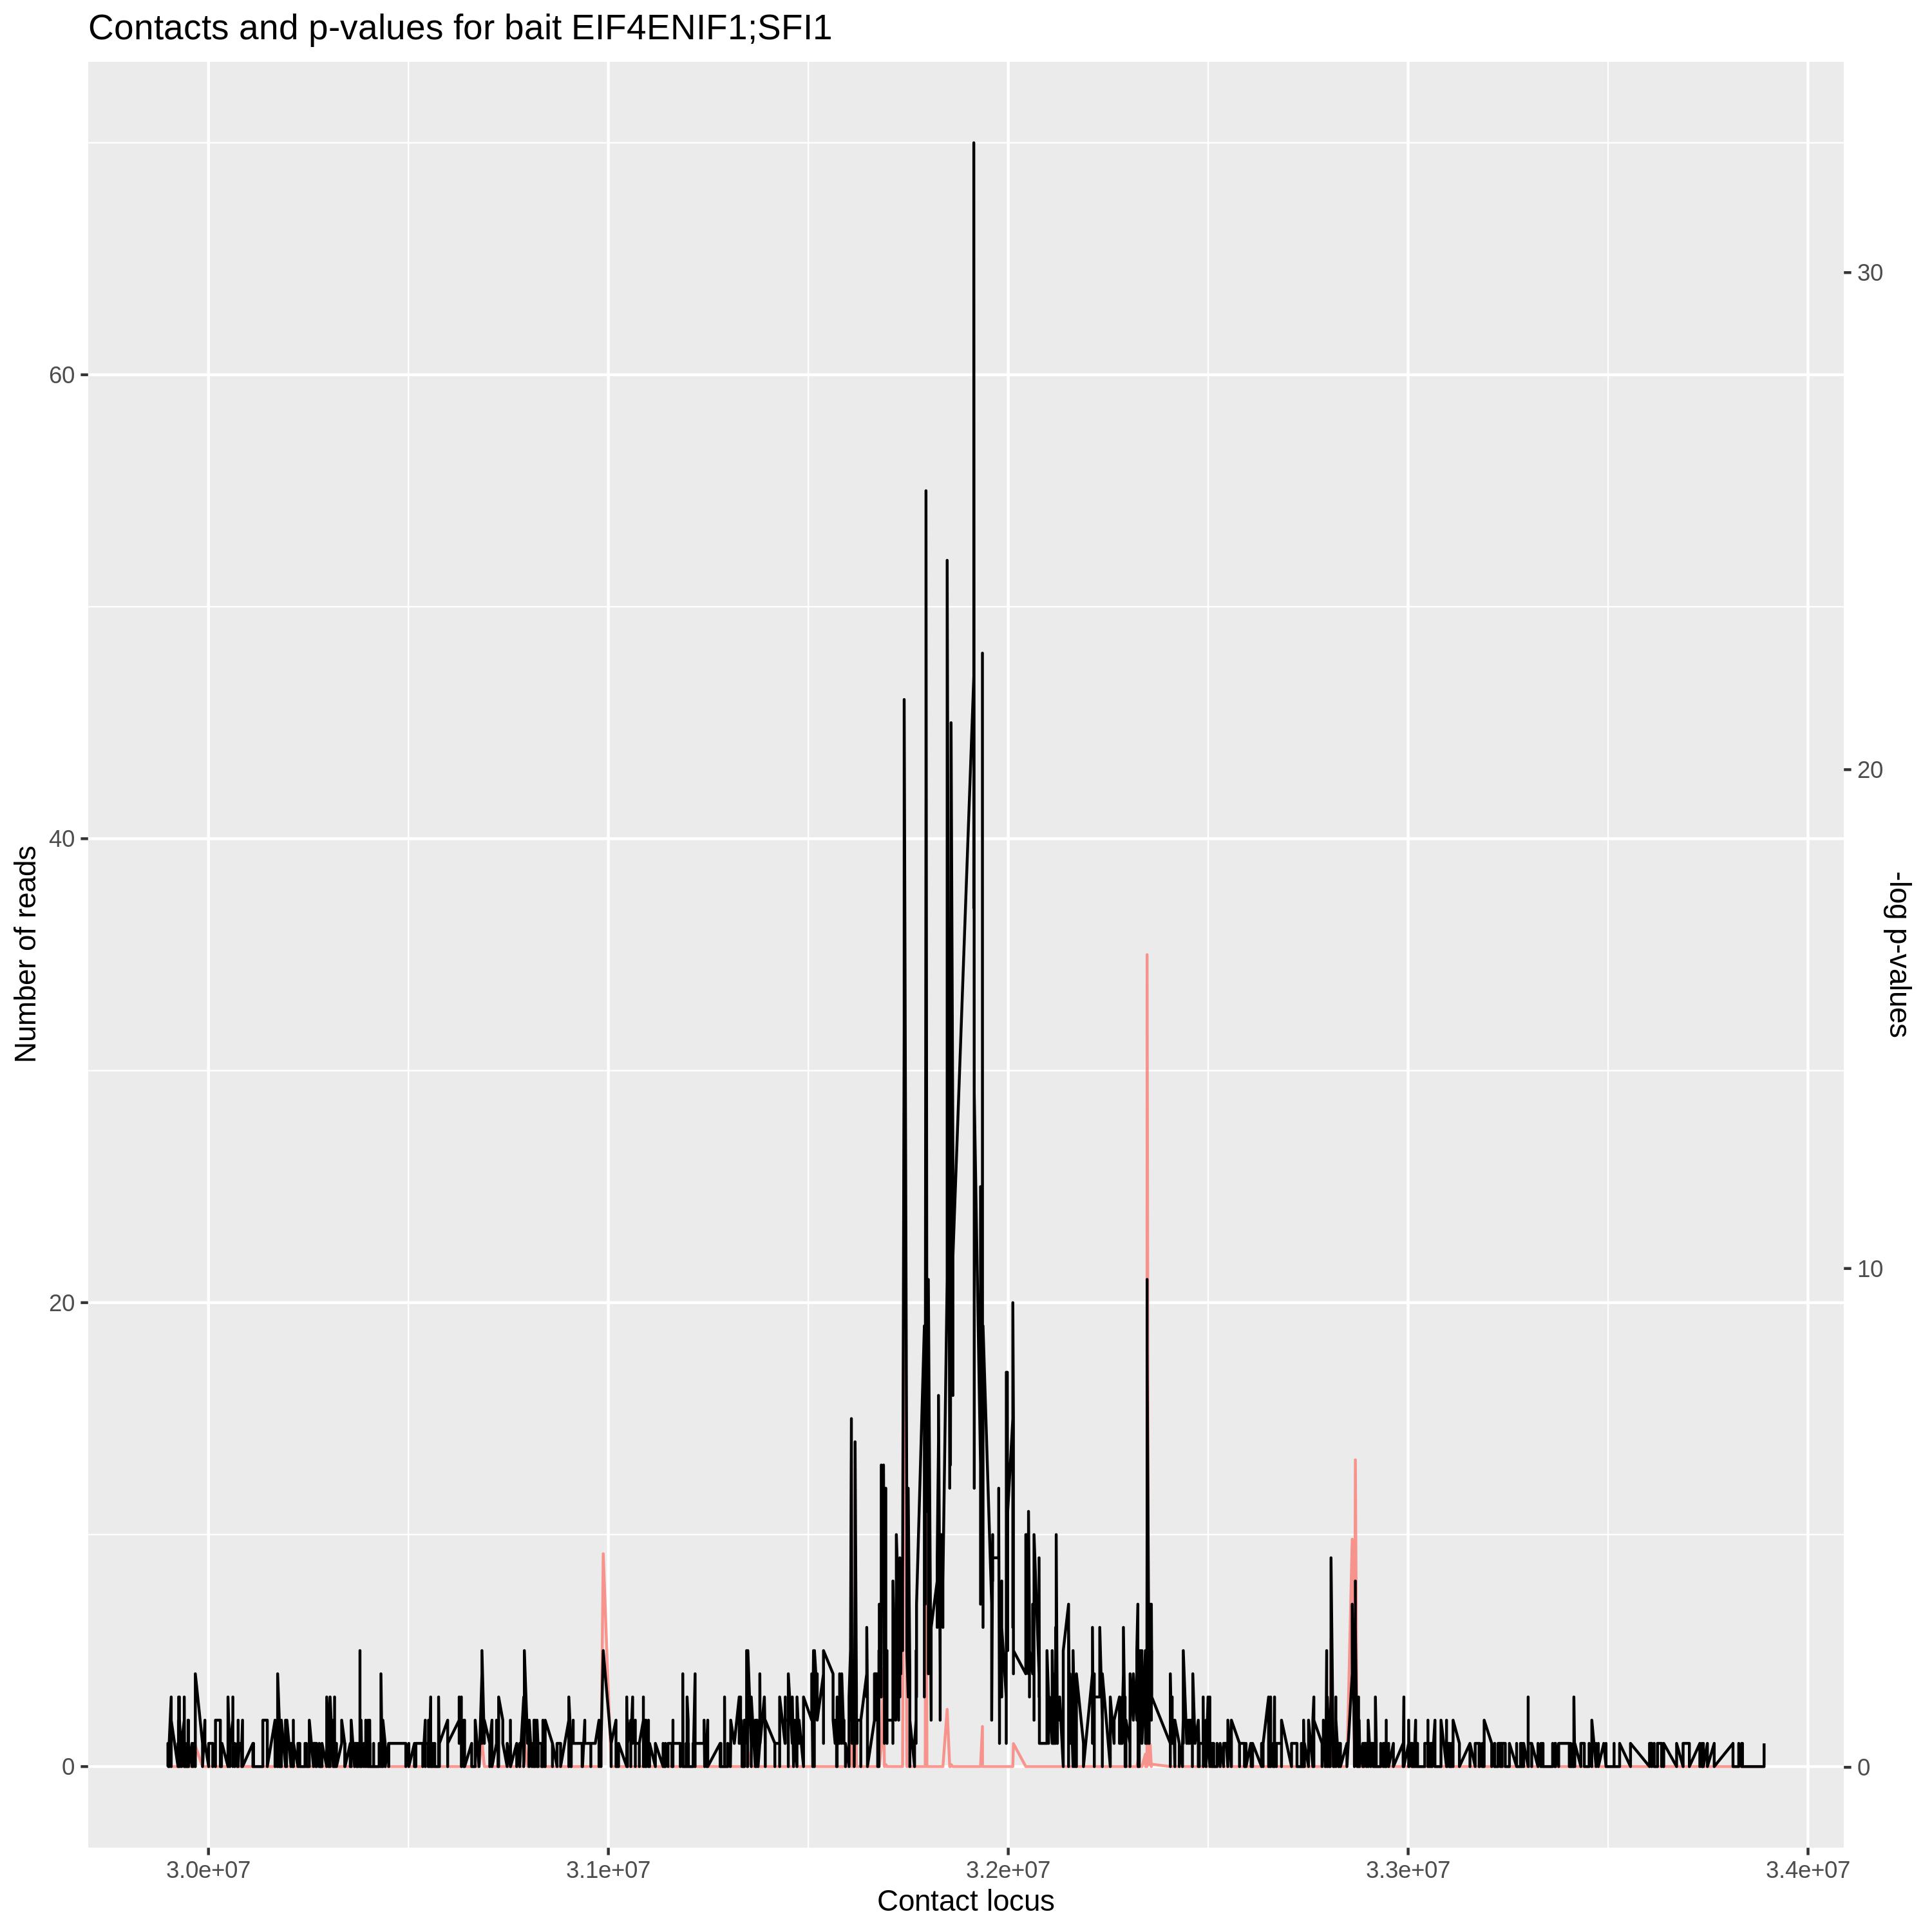 Contacts and p-values for bait EIF4ENIF1;SFI1
Number of reads
60
40
20
0
30
20
10
0
-log p-values
3.0e+07
3.1e+07
3.2e+07
3.3e+07
3.4e+07
Contact locus